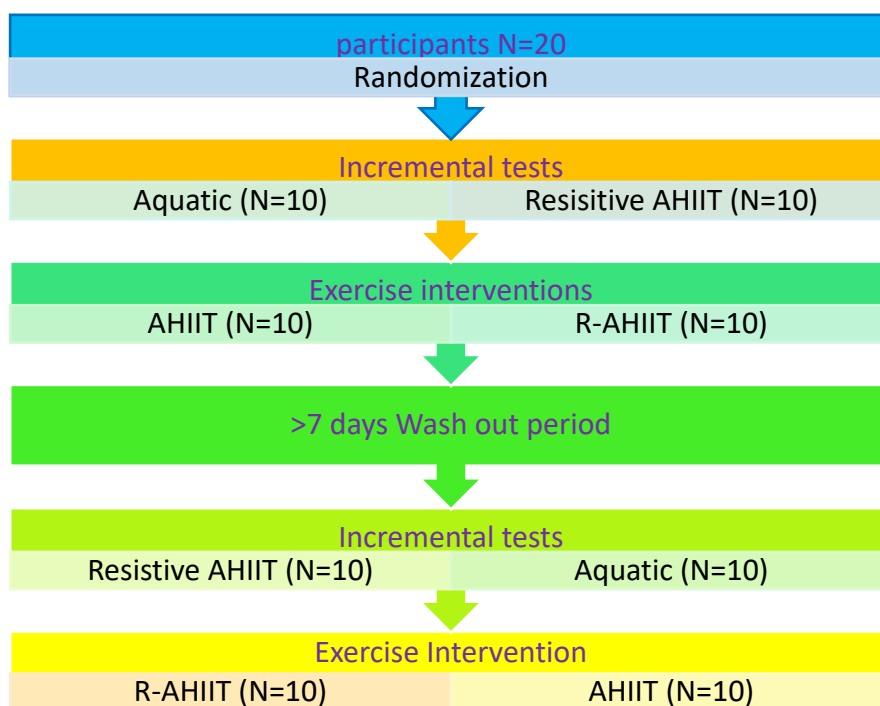 participants N=20
Randomization
Incremental tests
Aquatic (N=10) Resisitive AHIIT (N=10)
Exercise interventions
AHIIT (N=10) R-AHIIT (N=10)
>7 days Wash out period
Incremental tests
Resistive AHIIT (N=10) Aquatic (N=10)
Exercise Intervention
R-AHIIT (N=10) AHIIT (N=10)